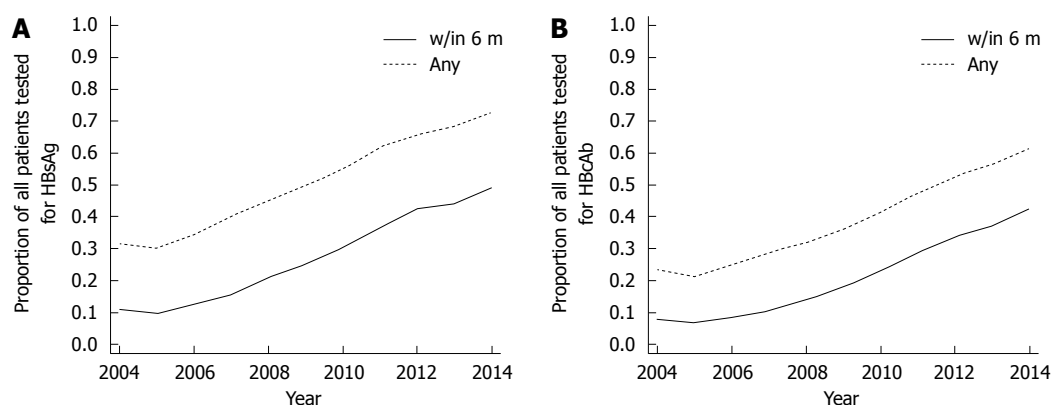 A
Proportion of all patients tested
for HBsAg
1.0
0.9
0.8
0.7
0.6
0.5
0.4
0.3
0.2
0.1
0.0
w/in 6 m
Any
2004 2006 2008 2010 2012 2014
Year
B
Proportion of all patients tested
for HBcAb
1.0
0.9
0.8
0.7
0.6
0.5
0.4
0.3
0.2
0.1
0.0
w/in 6 m
Any
2004 2006 2008 2010 2012 2014
Year